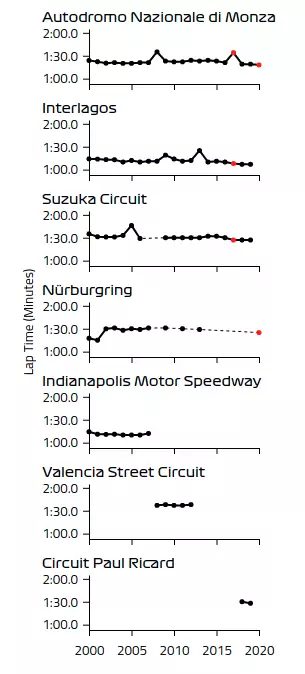 Autodromo Nazionale di Monza
2:00.0
1:30.0
1:00.0
Interlagos
2:00.0
1:30.0
1:00.0
Suzuka Circuit
2:00.0
1:30.0
1:00.0
Nürburgring
2:00.0
1:30.0
1:00.0
Indianapolis Motor Speedway
2:00.0
1:30.0
1:00.0
Valencia Street Circuit
2:00.0
1:30.0
1:00.0
Circuit Paul Ricard
2:00.0
1:30.0
1:00.0
2000 2005 2010 2015 2020
Lap Time (Minutes)